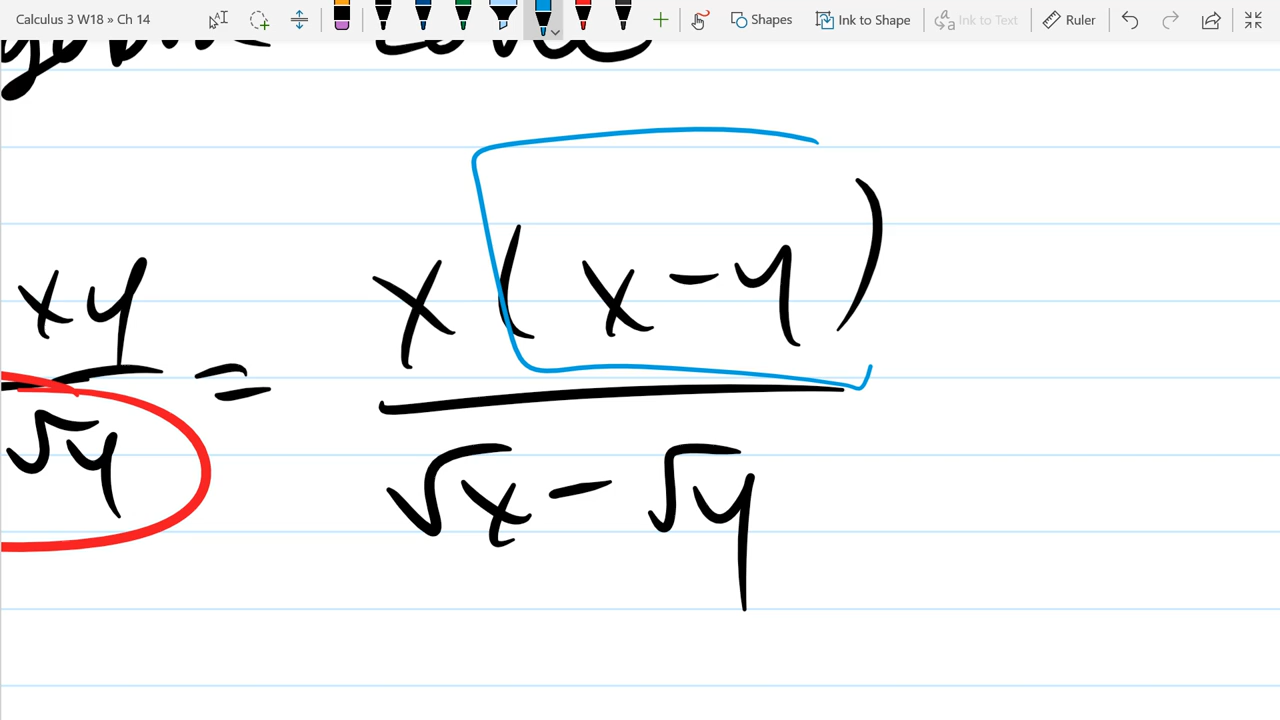 Calculus 3 W18 » Ch 14
Shapes
Ink to Shape
Ink to Text
Ruler
xy / √y = x(x-y) / √x - √y